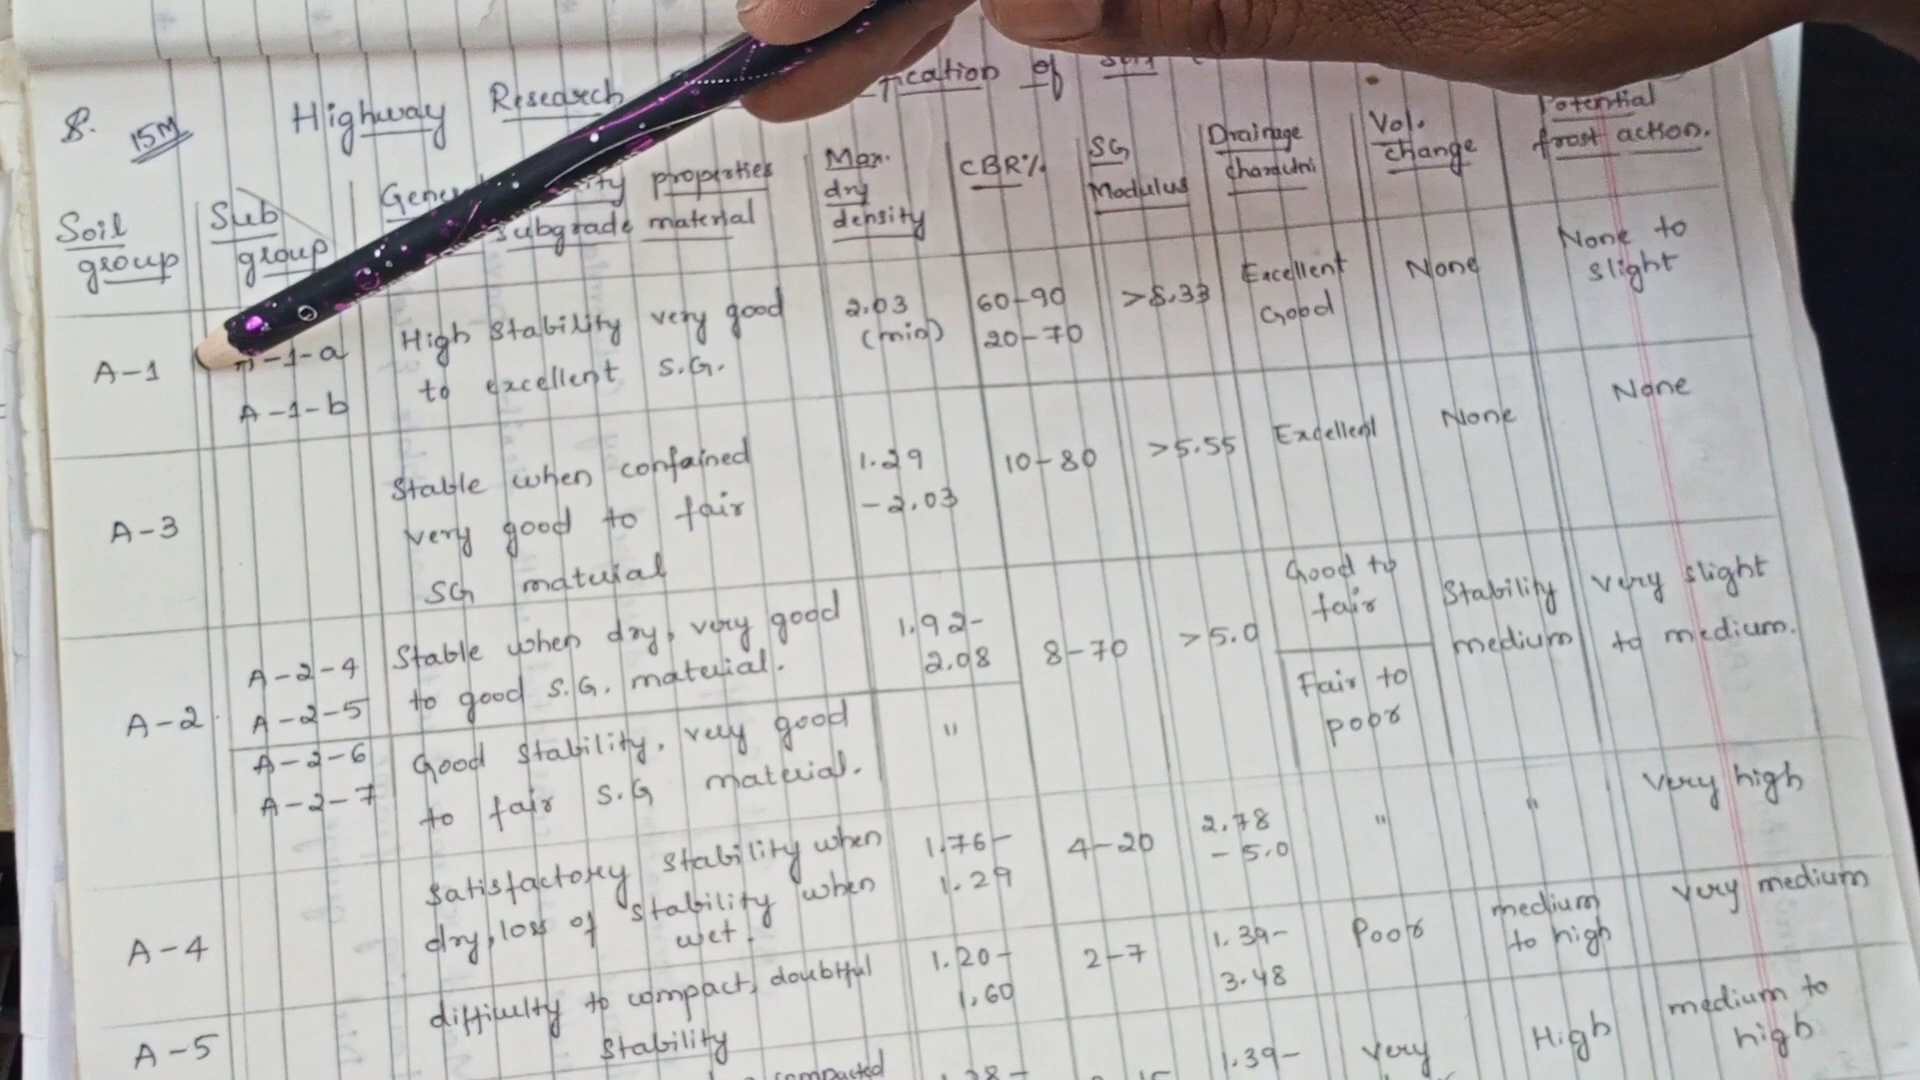 8. 15M Highway Research
of
Soil group
Sub group
properties
subgrade material
Max. dry density
CBR%
SG Modulus
Drainage
Vol. change
Potential frost action.
A-1
-1-a
A-1-b
High stability very good
to excellent S.G.
2.03
60-90
20-70
>8.33
Excellent
Good
None
None to
slight
A-3
Stable when confained
very good to fair
SG material
1.29
-2.03
10-80
>5.55
Excellent
None
None
A-2
A-2-4
A-2-5
A-2-6
A-2-7
Stable when dry, very good
to good S.G. material.
Good stability, very good
to fair S.G material.
1.92-
2.08
"
8-70
>5.0
Good to
fair
Fair to
poor
Stability
medium
very slight
to medium.
A-4
Satisfactory stability when
dry, loss of stability when
wet.
1.76-
1.29
4-20
2.78
-5.0
"
"
very high
A-5
difficulty to compact, doubtful
stability
1.20-
1.60
2-7
1.39-
3.48
Poor
medium
to high
very medium
compacted
1.39-
very
High
medium to
high